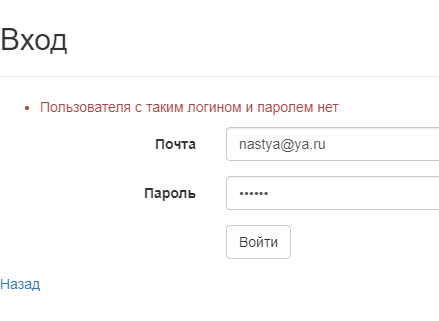 Вход
Пользователя с таким логином и паролем нет
Почта nastya@ya.ru
Пароль ••••••
Войти
Назад